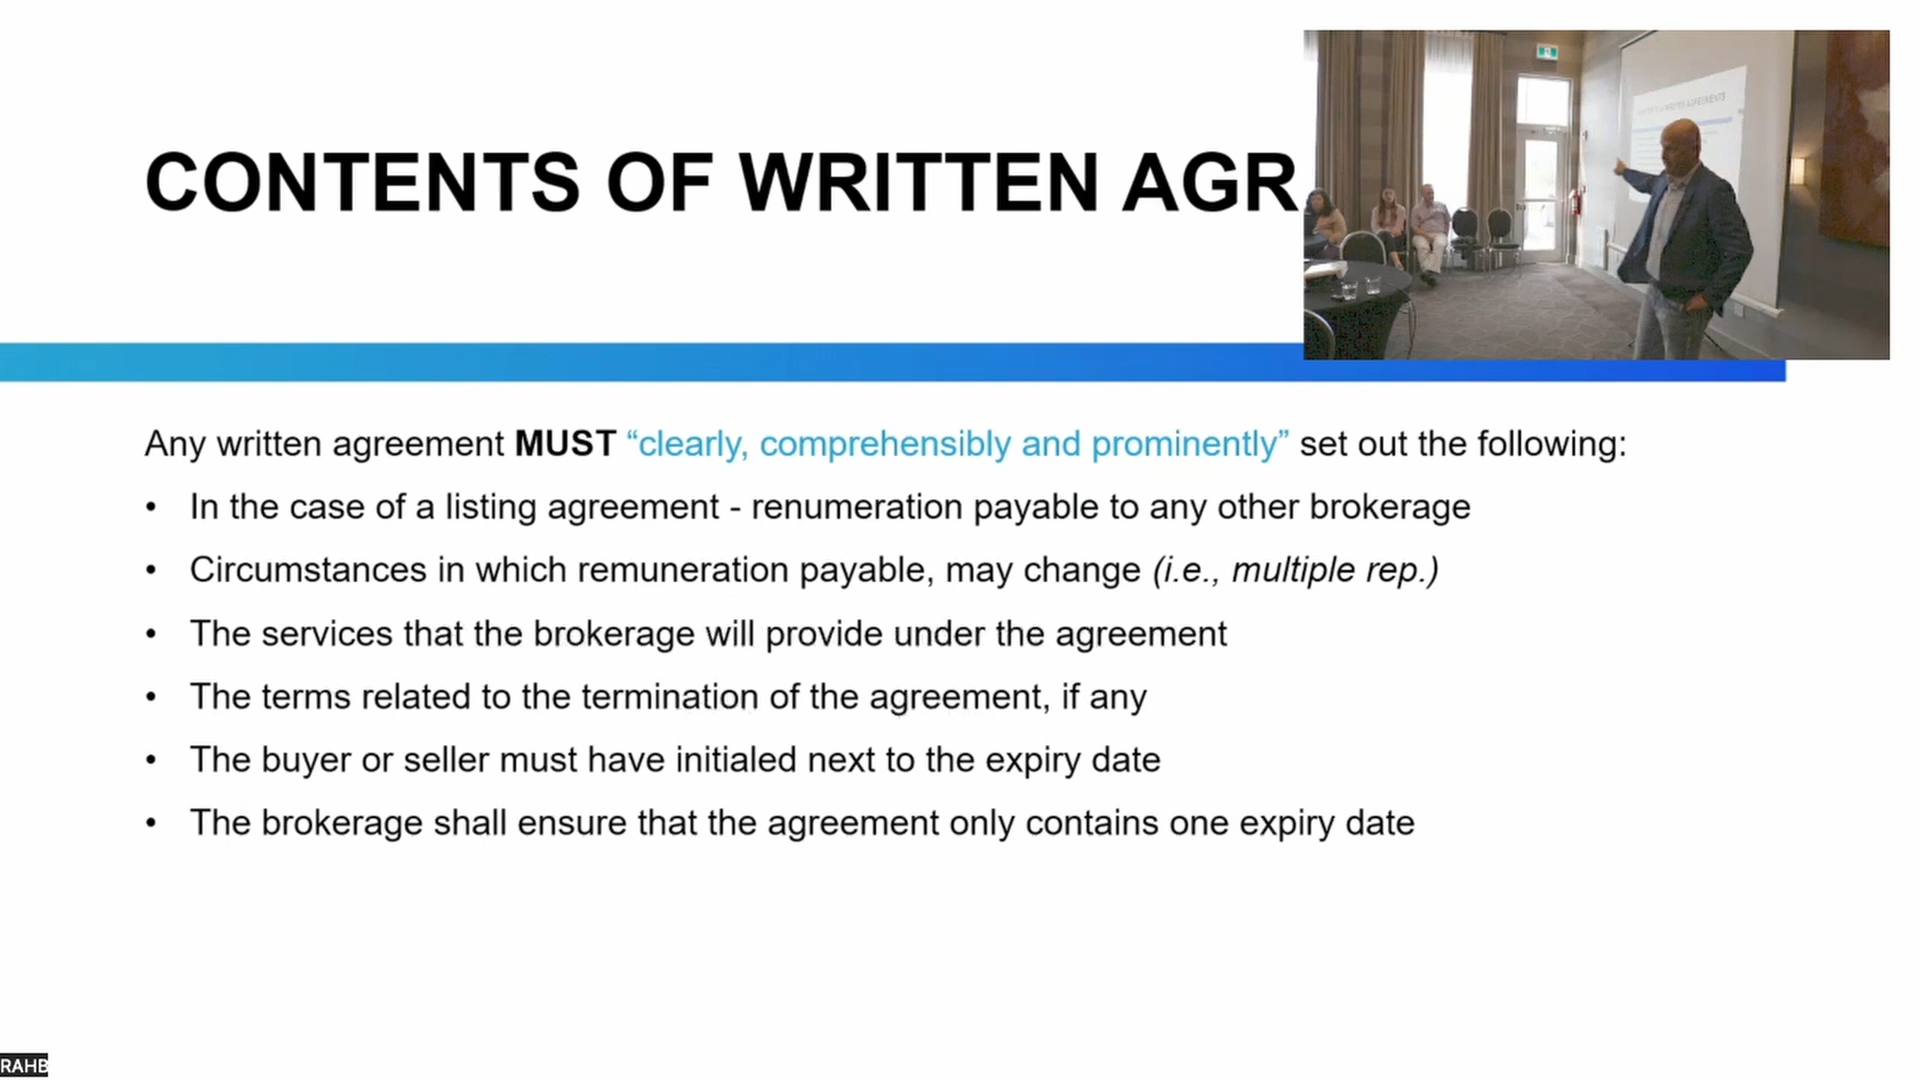 CONTENTS OF WRITTEN AGR
Any written agreement MUST “clearly, comprehensibly and prominently” set out the following:
• In the case of a listing agreement - renumeration payable to any other brokerage
• Circumstances in which remuneration payable, may change (i.e., multiple rep.)
• The services that the brokerage will provide under the agreement
• The terms related to the termination of the agreement, if any
• The buyer or seller must have initialed next to the expiry date
• The brokerage shall ensure that the agreement only contains one expiry date
RAHB